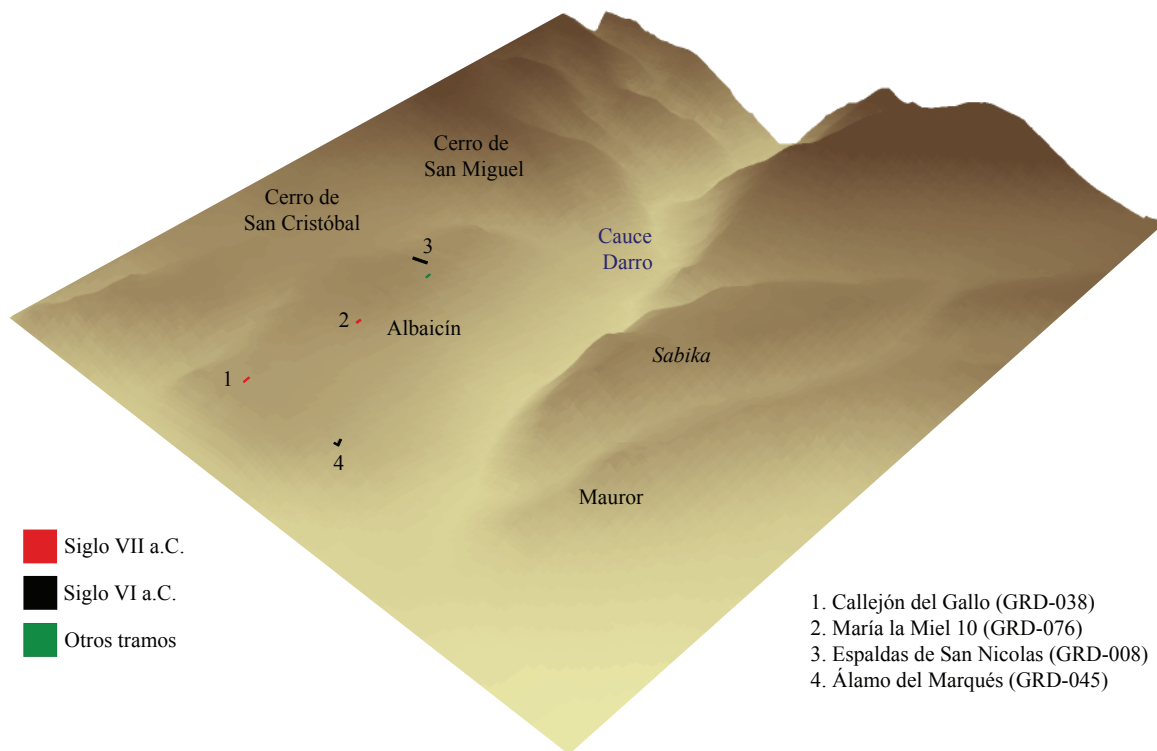 Cerro de
San Miguel
Cerro de
San Cristóbal
3
Cauce
Darro
2
Albaicín
Sabika
1
4
Mauror
Siglo VII a.C.
Siglo VI a.C.
Otros tramos
1. Callejón del Gallo (GRD-038)
2. María la Miel 10 (GRD-076)
3. Espaldas de San Nicolas (GRD-008)
4. Álamo del Marqués (GRD-045)